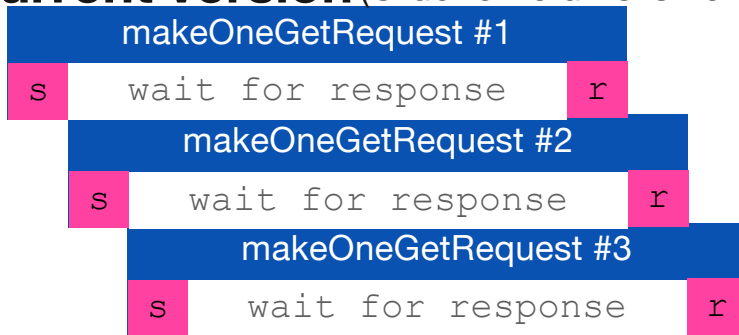 makeOneGetRequest #1
s wait for response r
makeOneGetRequest #2
s wait for response r
makeOneGetRequest #3
s wait for response r